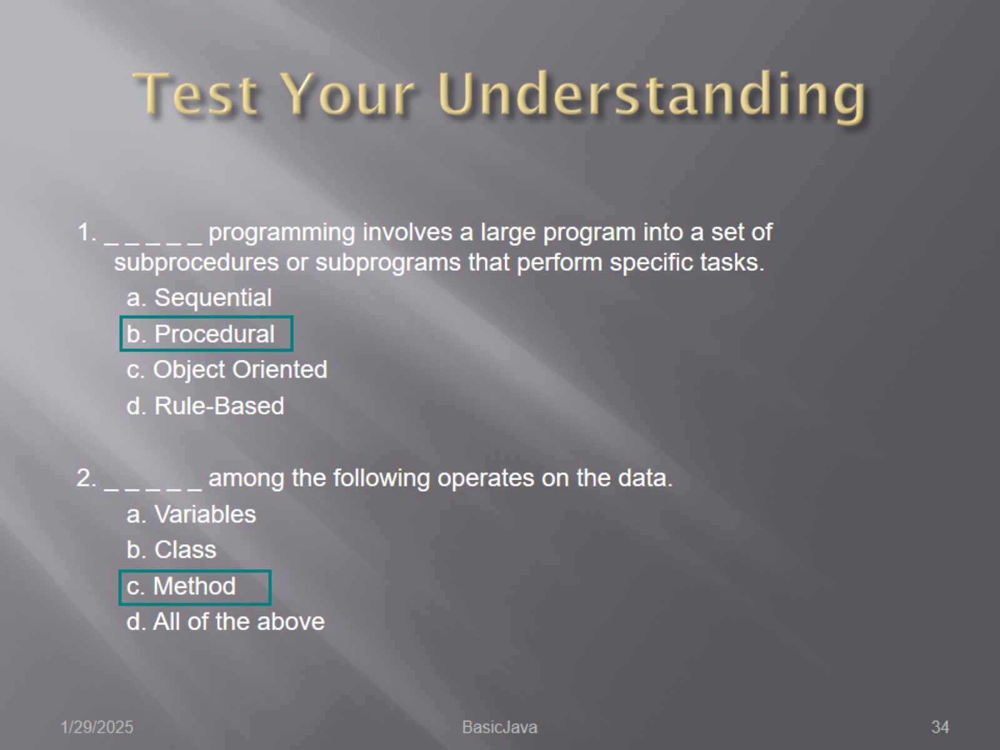 Test Your Understanding
1. _ _ _ _ _ programming involves a large program into a set of
subprocedures or subprograms that perform specific tasks.
a. Sequential
b. Procedural
c. Object Oriented
d. Rule-Based
2. _ _ _ _ _ among the following operates on the data.
a. Variables
b. Class
c. Method
d. All of the above
1/29/2025
BasicJava
34